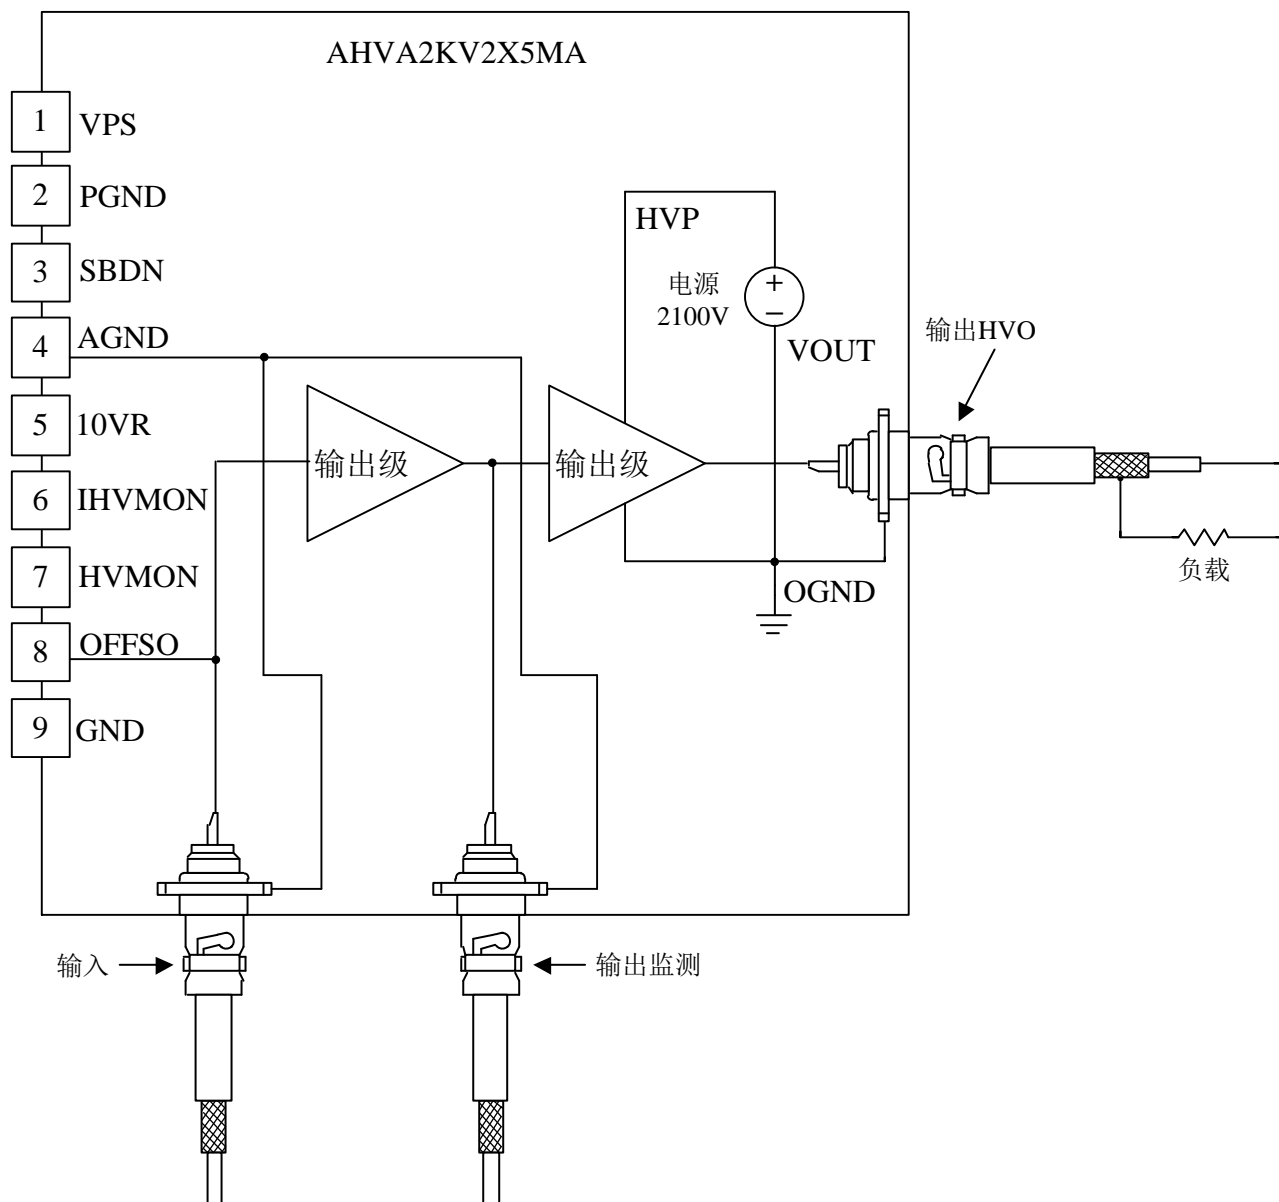 AHVA2KV2X5MA
1 VPS
2 PGND
3 SBDN
4 AGND
5 10VR
6 IHVMON
7 HVMON
8 OFFSO
9 GND
HVP
电源
2100V
+
−
VOUT
输出HVO
输出级
输出级
负载
OGND
输入
输出监测